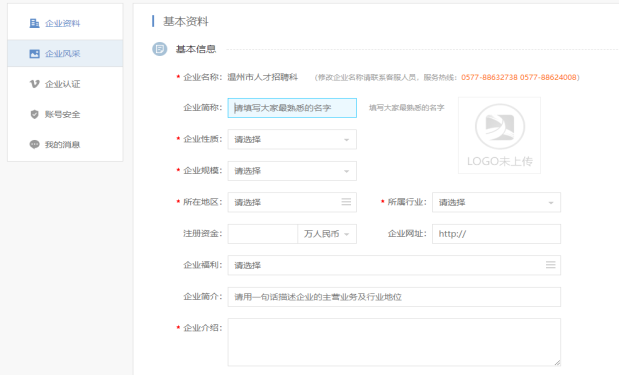 企业资料
企业风采
企业认证
账号安全
我的消息
基本资料
基本信息
* 企业名称: 温州市人才招聘科 (修改企业名称请联系客服人员，服务热线: 0577-88632738 0577-88624008)
企业简称: 请填写大家最熟悉的名字 填写大家最熟悉的名字
LOGO未上传
* 企业性质: 请选择
* 企业规模: 请选择
* 所在地区: 请选择 * 所属行业: 请选择
注册资金: 万人民币 企业网址: http://
企业福利: 请选择
企业简介: 请用一句话描述企业的主营业务及行业地位
* 企业介绍: